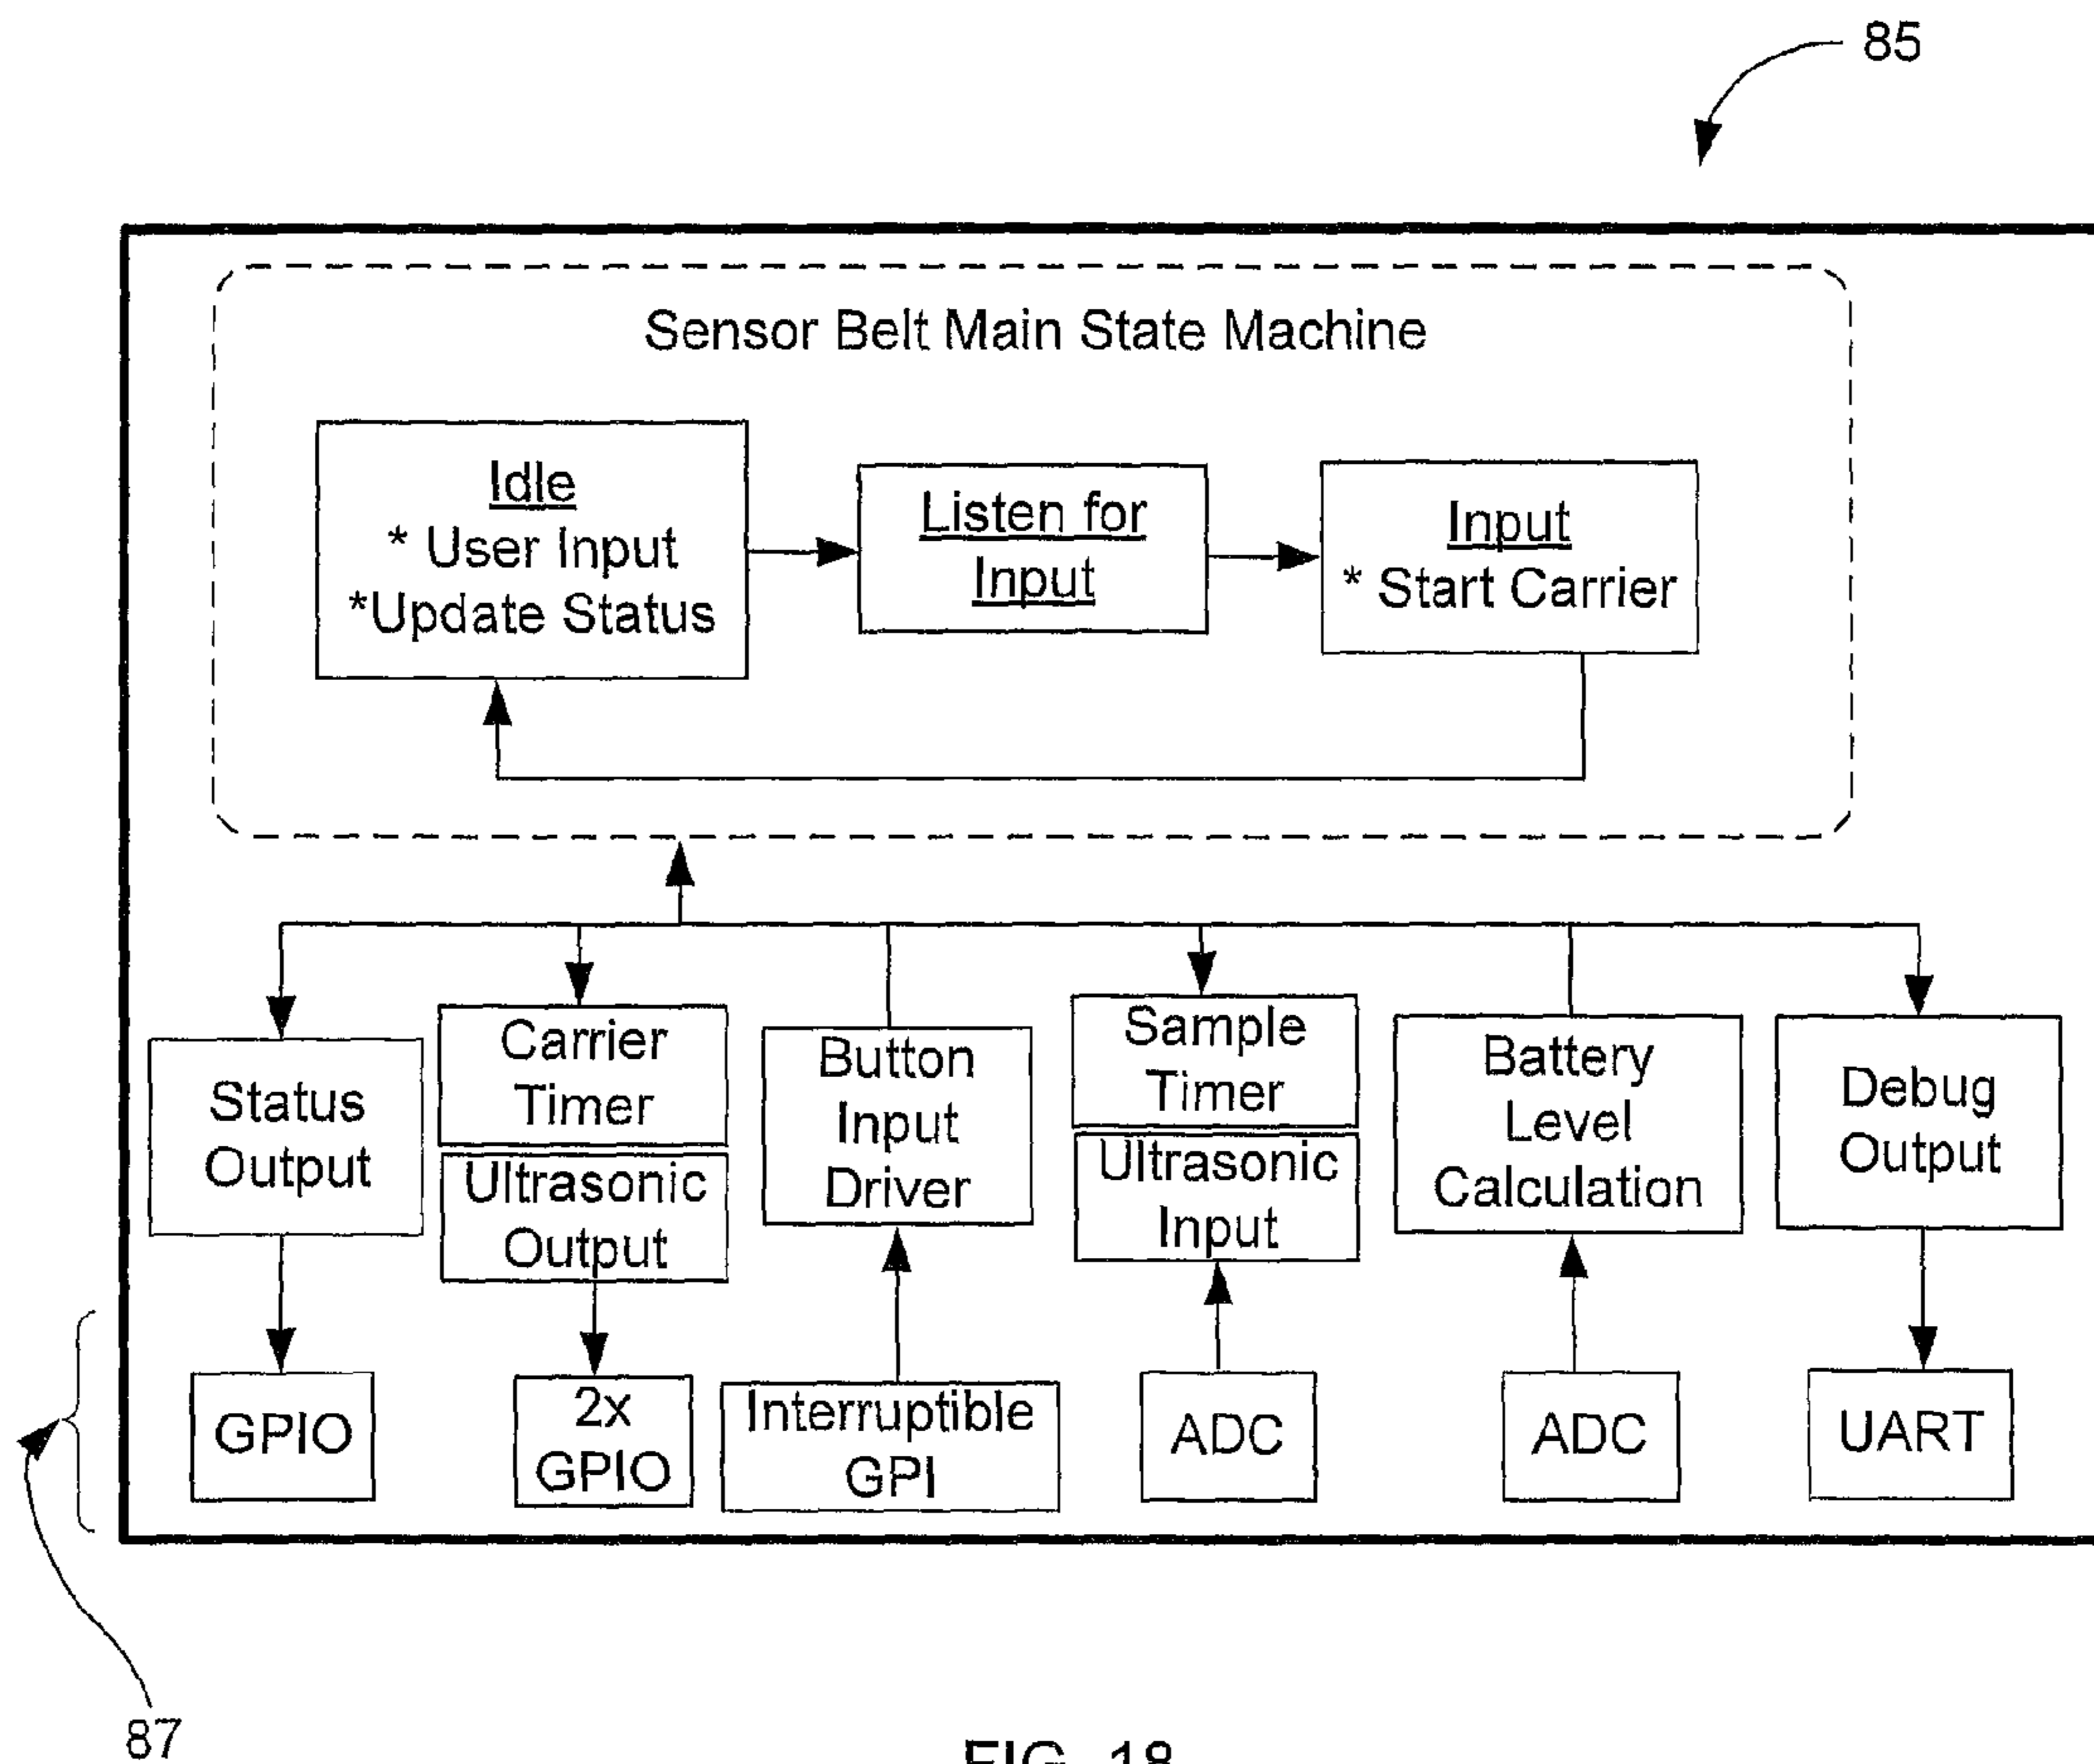 85
Sensor Belt Main State Machine
Idle
* User Input
*Update Status
Listen for
Input
Input
* Start Carrier
Status
Output
Carrier
Timer
Ultrasonic
Output
Button
Input
Driver
Sample
Timer
Ultrasonic
Input
Battery
Level
Calculation
Debug
Output
GPIO
2x
GPIO
Interruptible
GPI
ADC
ADC
UART
87
FIG. 18